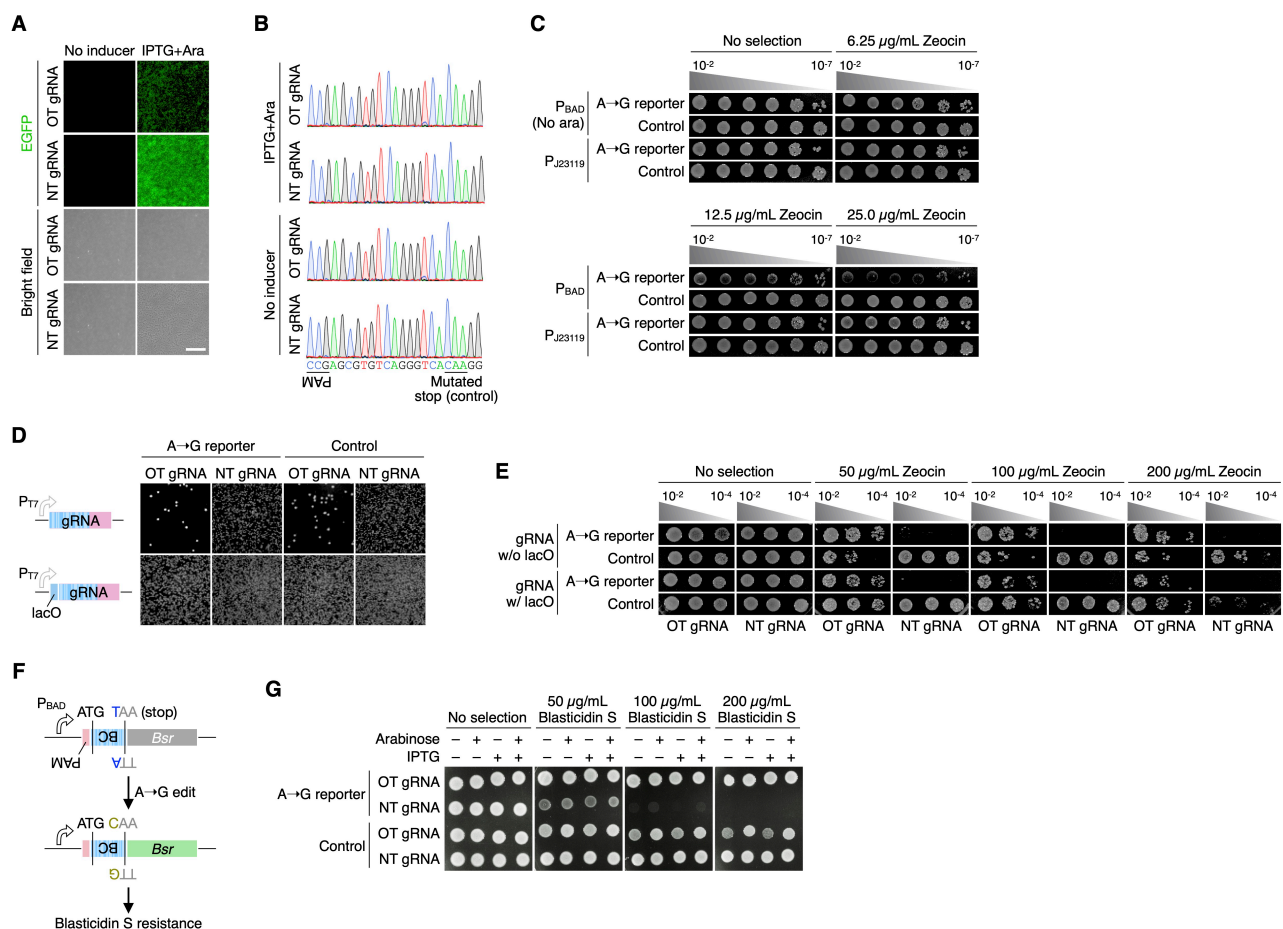 A
No inducer IPTG+Ara
EGFP
OT gRNA
NT gRNA
Bright field
OT gRNA
NT gRNA
B
IPTG+Ara
OT gRNA
NT gRNA
No inducer
OT gRNA
NT gRNA
CCGAGCGTGTCAGGGTCACAAGG
PAM
Mutated
stop (control)
C
No selection 6.25 µg/mL Zeocin
10-2 10-7 10-2 10-7
PBAD
(No ara)
A→G reporter
Control
PJ23119
A→G reporter
Control
12.5 µg/mL Zeocin 25.0 µg/mL Zeocin
10-2 10-7 10-2 10-7
PBAD
A→G reporter
Control
PJ23119
A→G reporter
Control
D
A→G reporter Control
OT gRNA NT gRNA OT gRNA NT gRNA
PT7
gRNA
PT7
gRNA
lacO
E
No selection 50 µg/mL Zeocin 100 µg/mL Zeocin 200 µg/mL Zeocin
10-2 10-4 10-2 10-4 10-2 10-4 10-2 10-4 10-2 10-4 10-2 10-4 10-2 10-4 10-2 10-4
gRNA
w/o lacO
A→G reporter
Control
gRNA
w/ lacO
A→G reporter
Control
OT gRNA NT gRNA OT gRNA NT gRNA OT gRNA NT gRNA OT gRNA NT gRNA
F
PBAD
ATG TAA (stop)
BC
Bsr
PAM
ATT
A→G edit
ATG CAA
BC
Bsr
GTT
Blasticidin S resistance
G
No selection
50 µg/mL
Blasticidin S
100 µg/mL
Blasticidin S
200 µg/mL
Blasticidin S
Arabinose − + − + − + − + − + − + − + − +
IPTG − − + + − − + + − − + + − − + +
A→G reporter
OT gRNA
NT gRNA
Control
OT gRNA
NT gRNA